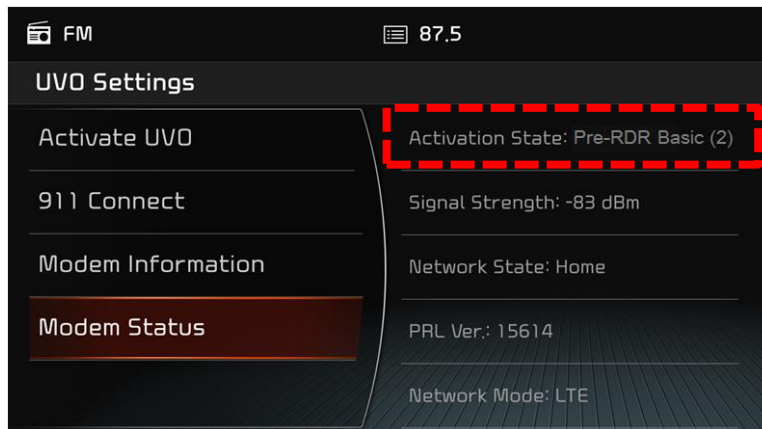 FM
87.5
UVO Settings
Activate UVO
911 Connect
Modem Information
Modem Status
Activation State: Pre-RDR Basic (2)
Signal Strength: -83 dBm
Network State: Home
PRL Ver.: 15614
Network Mode: LTE